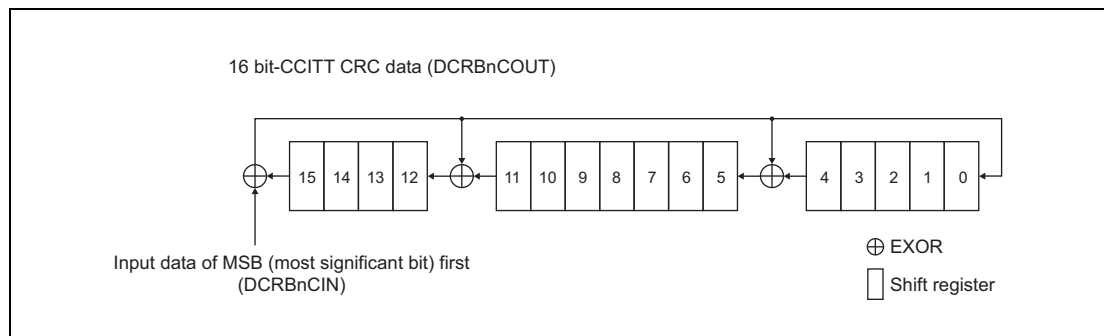 16 bit-CCITT CRC data (DCRBnCOUT)
15 14 13 12 11 10 9 8 7 6 5 4 3 2 1 0
Input data of MSB (most significant bit) first
(DCRBnCIN)
EXOR
Shift register